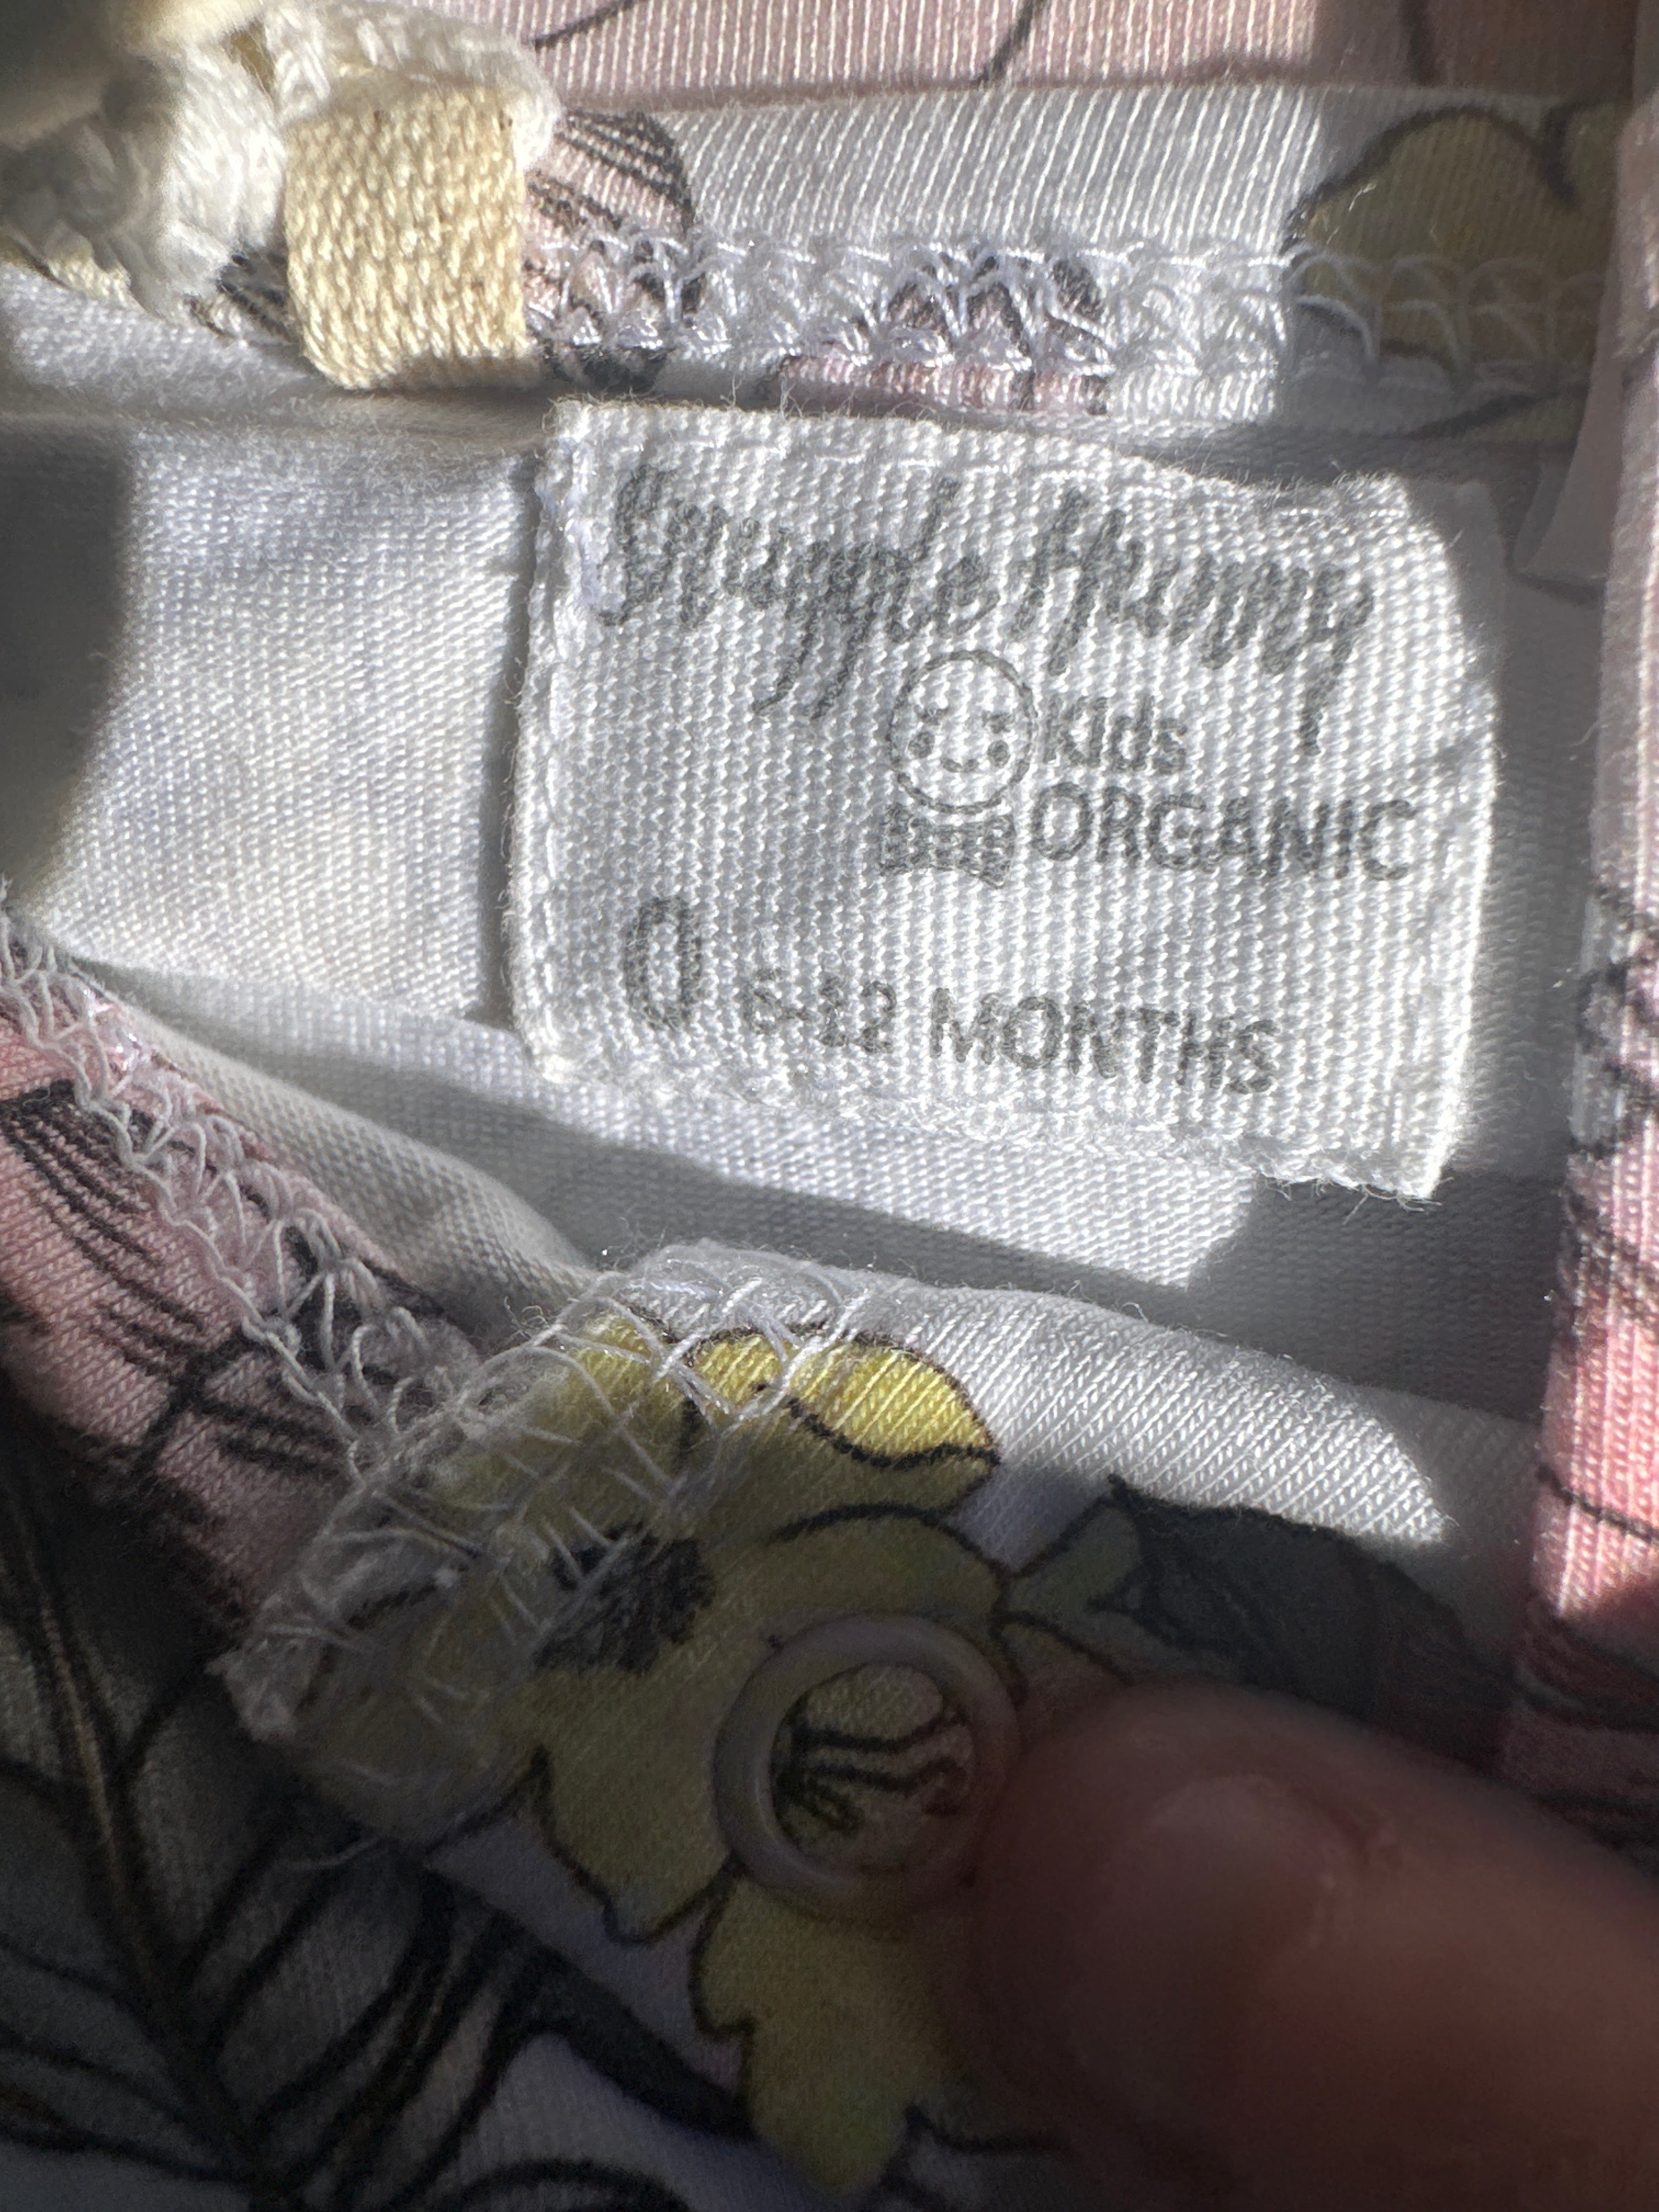 Snuggle Hunny
Kids
ORGANIC
0 6-12 MONTHS